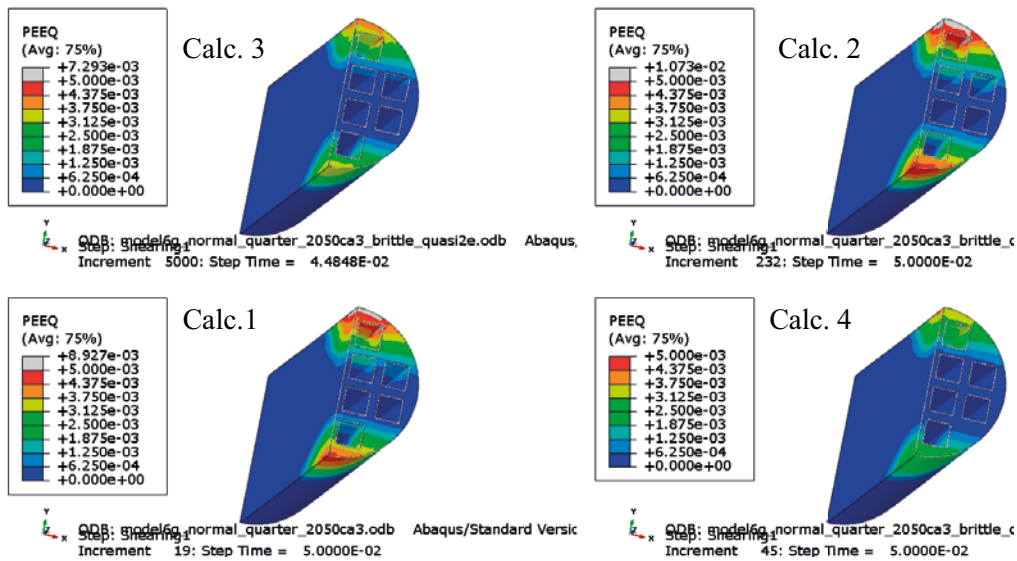 PEEQ
(Avg: 75%)
+7.293e-03
+5.000e-03
+4.375e-03
+3.750e-03
+3.125e-03
+2.500e-03
+1.875e-03
+1.250e-03
+6.250e-04
+0.000e+00
Calc. 3
Y
Z
X
ODB: model6g_normal_quarter_2050ca3_brittle_quasi2e.odb Abaqus,
Step: Shearing1
Increment 5000: Step Time = 4.4848E-02
PEEQ
(Avg: 75%)
+1.073e-02
+5.000e-03
+4.375e-03
+3.750e-03
+3.125e-03
+2.500e-03
+1.875e-03
+1.250e-03
+6.250e-04
+0.000e+00
Calc. 2
Y
Z
X
ODB: model6g_normal_quarter_2050ca3_brittle_
Step: Shearing1
Increment 232: Step Time = 5.0000E-02
PEEQ
(Avg: 75%)
+8.927e-03
+5.000e-03
+4.375e-03
+3.750e-03
+3.125e-03
+2.500e-03
+1.875e-03
+1.250e-03
+6.250e-04
+0.000e+00
Calc.1
Y
Z
X
ODB: model6g_normal_quarter_2050ca3.odb Abaqus/Standard Versic
Step: Shearing1
Increment 19: Step Time = 5.0000E-02
PEEQ
(Avg: 75%)
+5.000e-03
+4.375e-03
+3.750e-03
+3.125e-03
+2.500e-03
+1.875e-03
+1.250e-03
+6.250e-04
+0.000e+00
Calc. 4
Y
Z
X
ODB: model6g_normal_quarter_2050ca3_brittle_
Step: Shearing1
Increment 45: Step Time = 5.0000E-02